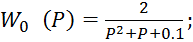 W₀ (P) = 2 / (P² + P + 0.1);